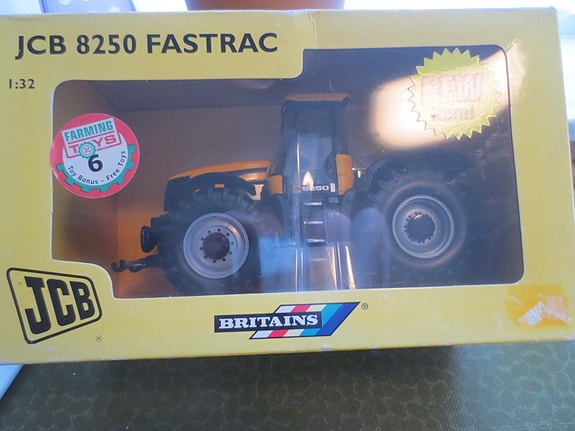 JCB 8250 FASTRAC
1:32
FARMING
TOYS
6
Toy Bonus - Free Toys
8250
JCB
®
BRITAINS ®